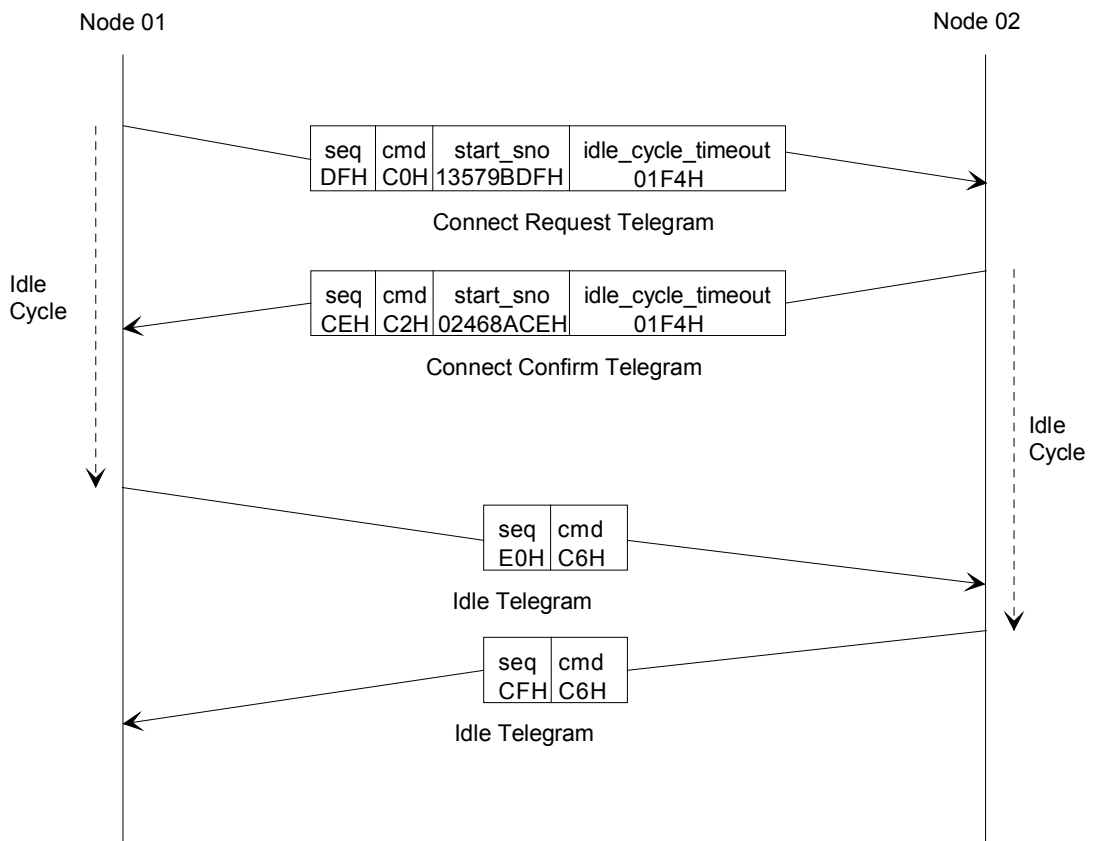 Node 01
Node 02
seq cmd start_sno idle_cycle_timeout
DFH C0H 13579BDFH 01F4H
Connect Request Telegram
Idle
Cycle
seq cmd start_sno idle_cycle_timeout
CEH C2H 02468ACEH 01F4H
Connect Confirm Telegram
Idle
Cycle
seq cmd
E0H C6H
Idle Telegram
seq cmd
CFH C6H
Idle Telegram